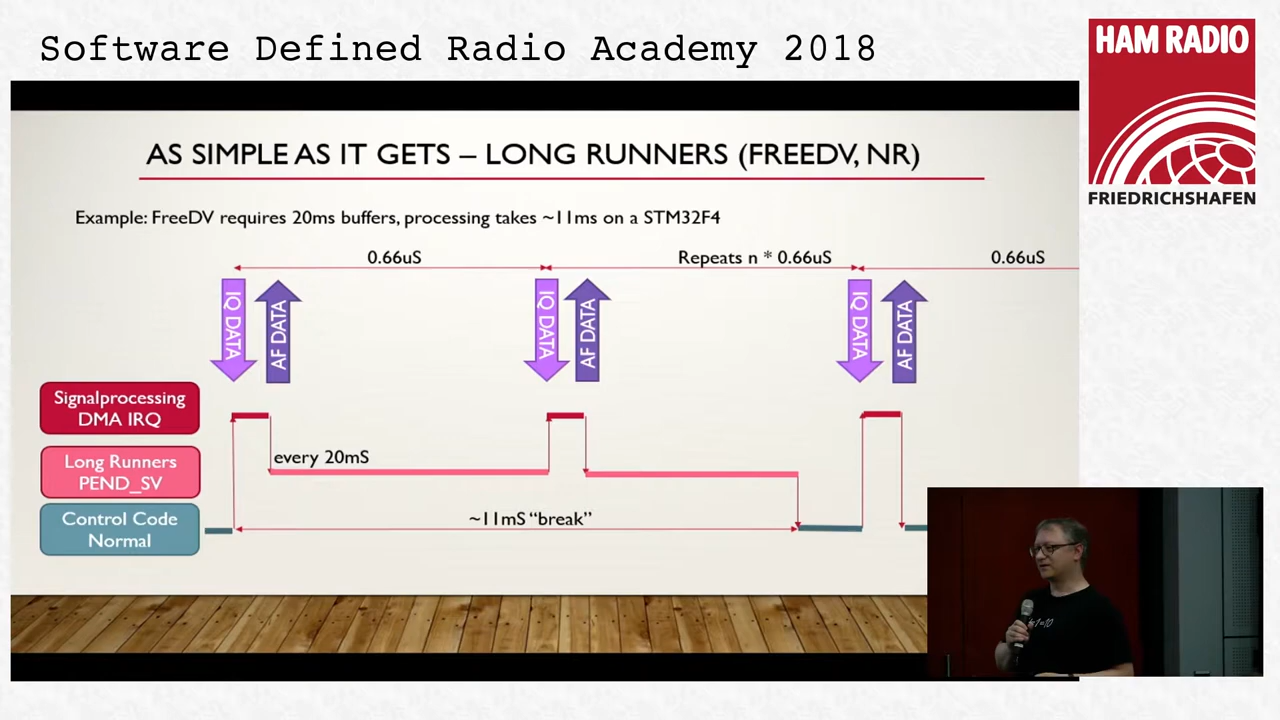 Software Defined Radio Academy 2018
HAM RADIO
FRIEDRICHSHAFEN
AS SIMPLE AS IT GETS – LONG RUNNERS (FREEDV, NR)
Example: FreeDV requires 20ms buffers, processing takes ~11ms on a STM32F4
0.66uS
Repeats n * 0.66uS
0.66uS
IQ DATA
AF DATA
IQ DATA
AF DATA
IQ DATA
AF DATA
Signalprocessing
DMA IRQ
every 20mS
Long Runners
PEND_SV
~11mS “break”
Control Code
Normal